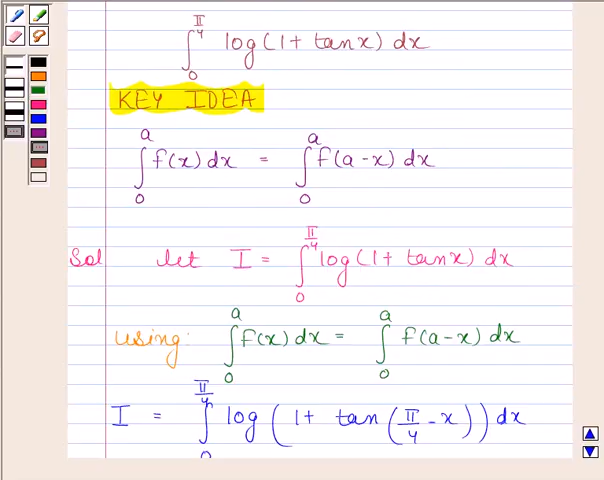 ∫₀^(π/4) log(1 + tanx) dx
KEY IDEA
∫₀^a f(x) dx = ∫₀^a f(a-x) dx
Sol let I = ∫₀^(π/4) log(1 + tanx) dx
using: ∫₀^a f(x) dx = ∫₀^a f(a-x) dx
I = ∫₀^(π/4) log(1 + tan(π/4 - x)) dx